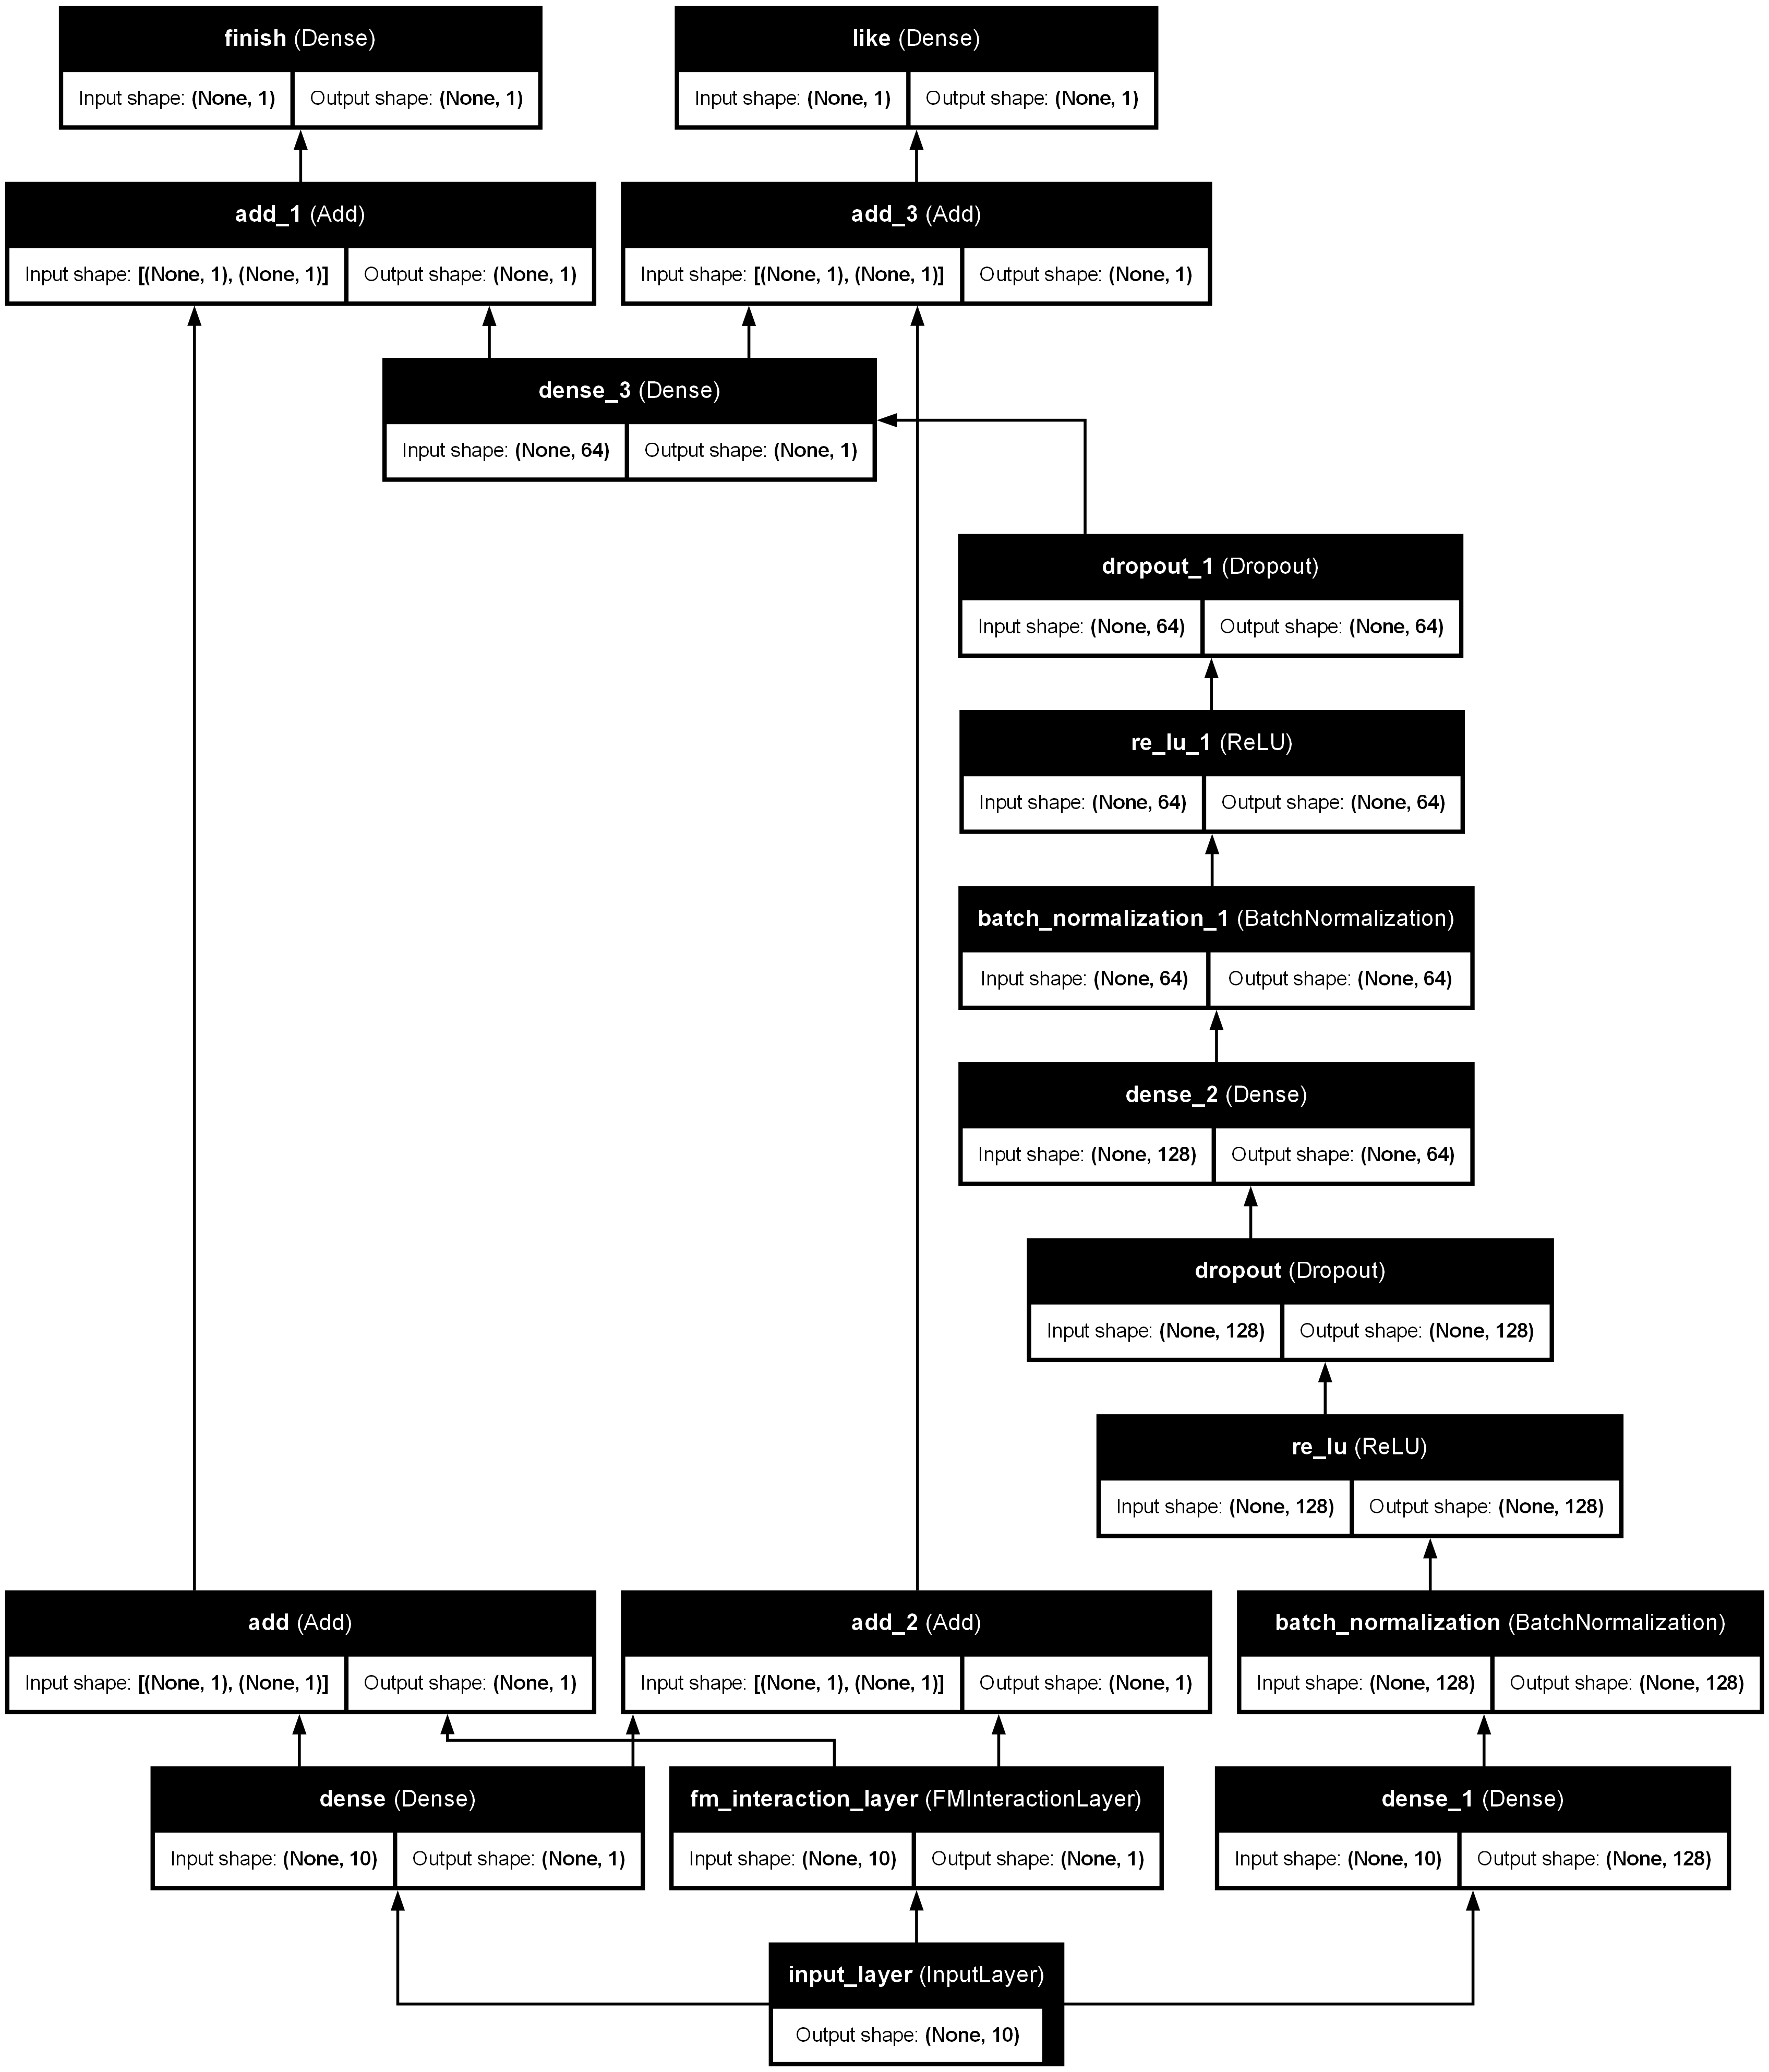 finish (Dense)
Input shape: (None, 1)
Output shape: (None, 1)
like (Dense)
Input shape: (None, 1)
Output shape: (None, 1)
add_1 (Add)
Input shape: [(None, 1), (None, 1)]
Output shape: (None, 1)
add_3 (Add)
Input shape: [(None, 1), (None, 1)]
Output shape: (None, 1)
dense_3 (Dense)
Input shape: (None, 64)
Output shape: (None, 1)
dropout_1 (Dropout)
Input shape: (None, 64)
Output shape: (None, 64)
re_lu_1 (ReLU)
Input shape: (None, 64)
Output shape: (None, 64)
batch_normalization_1 (BatchNormalization)
Input shape: (None, 64)
Output shape: (None, 64)
dense_2 (Dense)
Input shape: (None, 128)
Output shape: (None, 64)
dropout (Dropout)
Input shape: (None, 128)
Output shape: (None, 128)
re_lu (ReLU)
Input shape: (None, 128)
Output shape: (None, 128)
add (Add)
Input shape: [(None, 1), (None, 1)]
Output shape: (None, 1)
add_2 (Add)
Input shape: [(None, 1), (None, 1)]
Output shape: (None, 1)
batch_normalization (BatchNormalization)
Input shape: (None, 128)
Output shape: (None, 128)
dense (Dense)
Input shape: (None, 10)
Output shape: (None, 1)
fm_interaction_layer (FMInteractionLayer)
Input shape: (None, 10)
Output shape: (None, 1)
dense_1 (Dense)
Input shape: (None, 10)
Output shape: (None, 128)
input_layer (InputLayer)
Output shape: (None, 10)